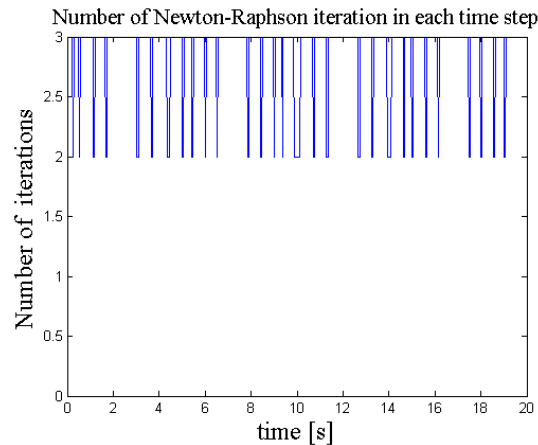 Number of Newton-Raphson iteration in each time step
3
2.5
2
1.5
1
0.5
0
0 2 4 6 8 10 12 14 16 18 20
Number of iterations
time [s]